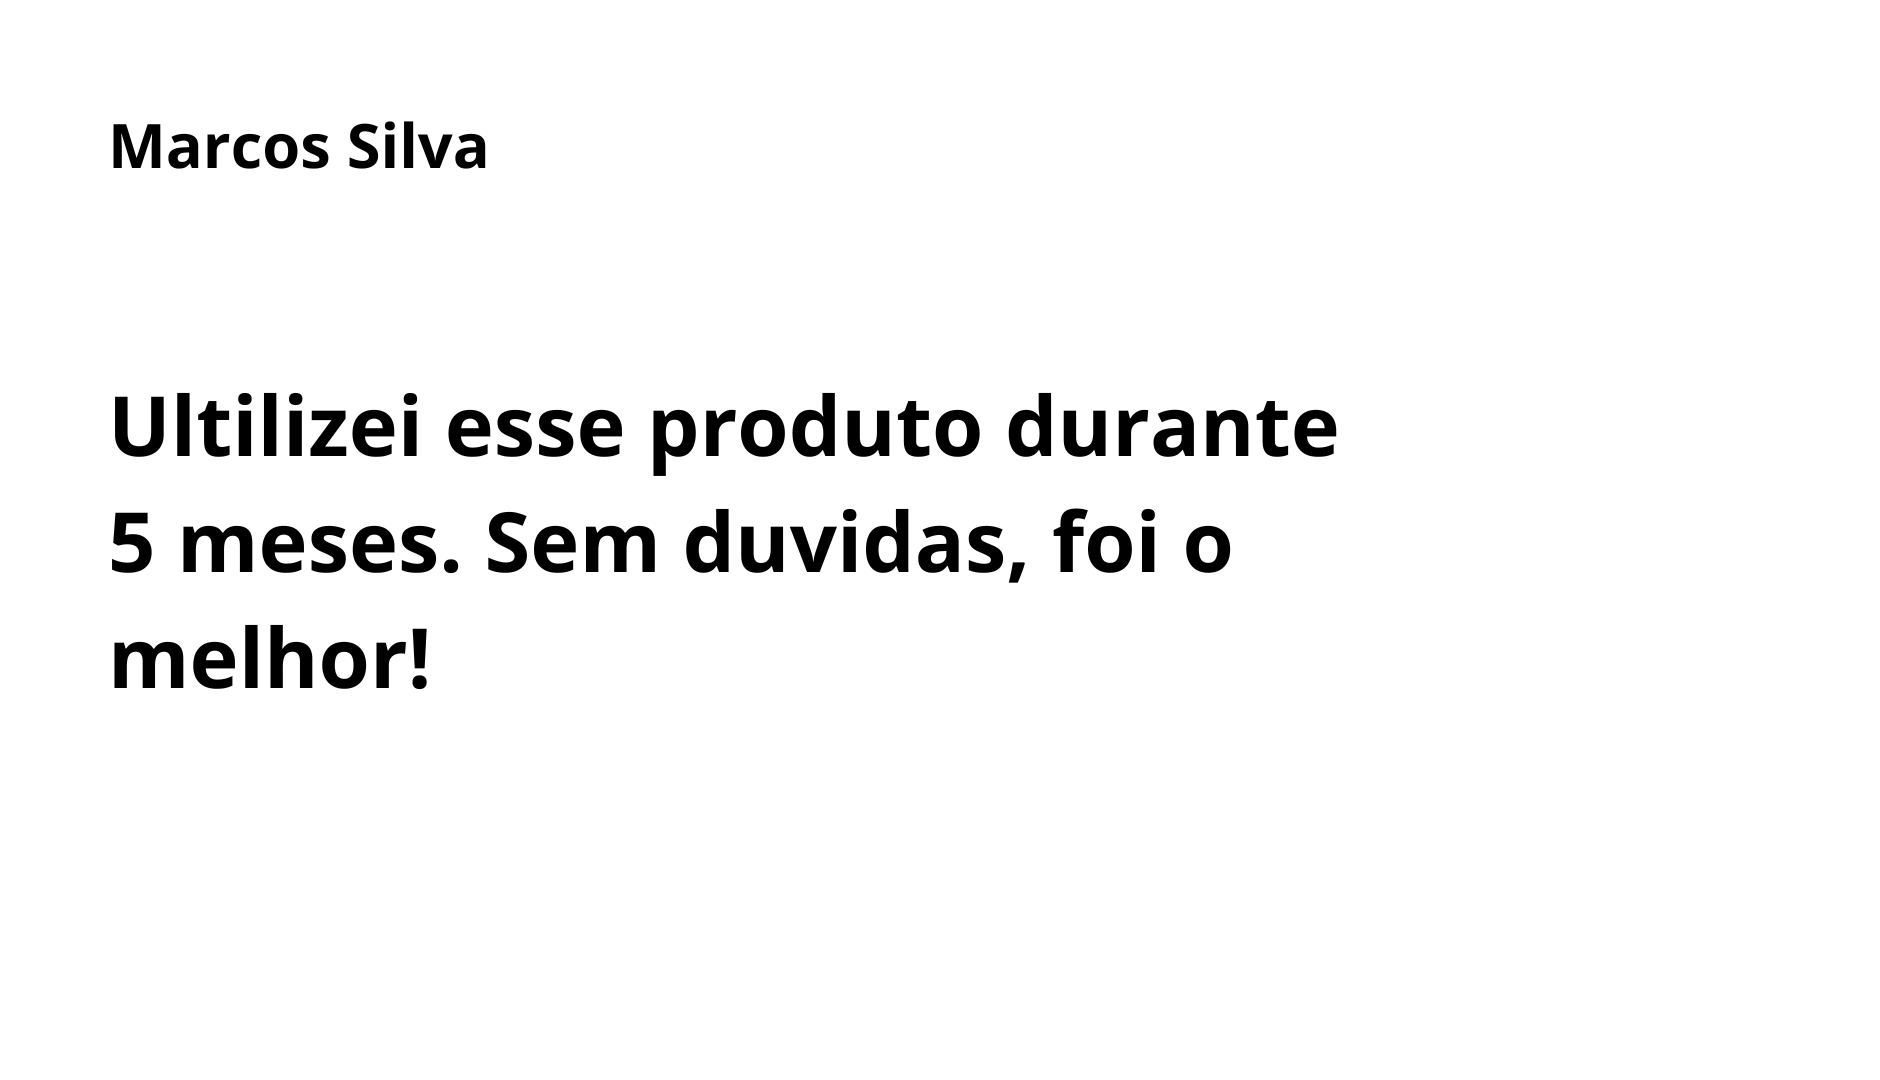 Marcos Silva
Ultilizei esse produto durante
5 meses. Sem duvidas, foi o
melhor!